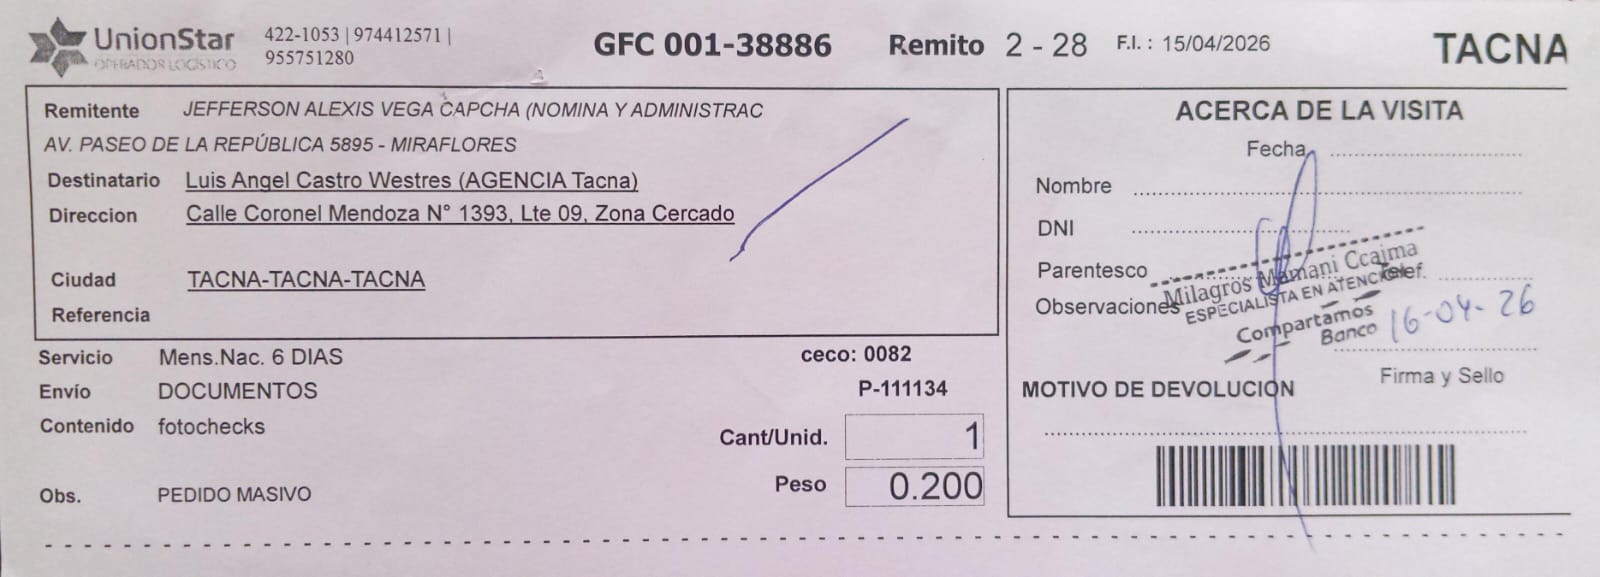 UnionStar
OPERADOR LOGÍSTICO
422-1053 | 974412571 |
955751280
GFC 001-38886
Remito 2 - 28
F.I. : 15/04/2026
TACNA
Remitente JEFFERSON ALEXIS VEGA CAPCHA (NOMINA Y ADMINISTRAC
AV. PASEO DE LA REPÚBLICA 5895 - MIRAFLORES
Destinatario Luis Angel Castro Westres (AGENCIA Tacna)
Direccion Calle Coronel Mendoza N° 1393, Lte 09, Zona Cercado
Ciudad TACNA-TACNA-TACNA
Referencia
Servicio Mens.Nac. 6 DIAS
ceco: 0082
Envío DOCUMENTOS
P-111134
Contenido fotochecks
Cant/Unid. 1
Peso 0.200
Obs. PEDIDO MASIVO
ACERCA DE LA VISITA
Fecha
Nombre
DNI
Parentesco
Telef.
Observaciones
Milagros Mamani Ccajma
ESPECIALISTA EN ATENCION
Compartamos
Banco
16-04-26
Firma y Sello
MOTIVO DE DEVOLUCIÓN